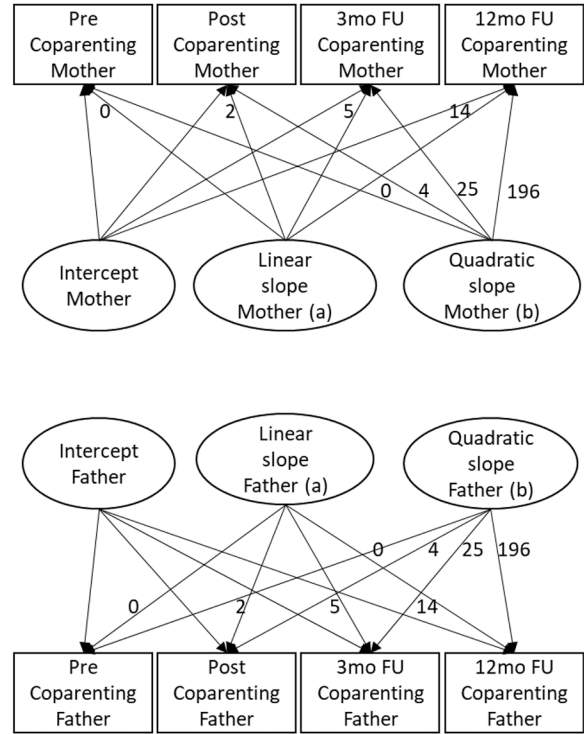 Pre
Coparenting
Mother
Post
Coparenting
Mother
3mo FU
Coparenting
Mother
12mo FU
Coparenting
Mother
0
2
5
14
0
4
25
196
Intercept
Mother
Linear
slope
Mother (a)
Quadratic
slope
Mother (b)
Intercept
Father
Linear
slope
Father (a)
Quadratic
slope
Father (b)
0
4
25
196
0
2
5
14
Pre
Coparenting
Father
Post
Coparenting
Father
3mo FU
Coparenting
Father
12mo FU
Coparenting
Father